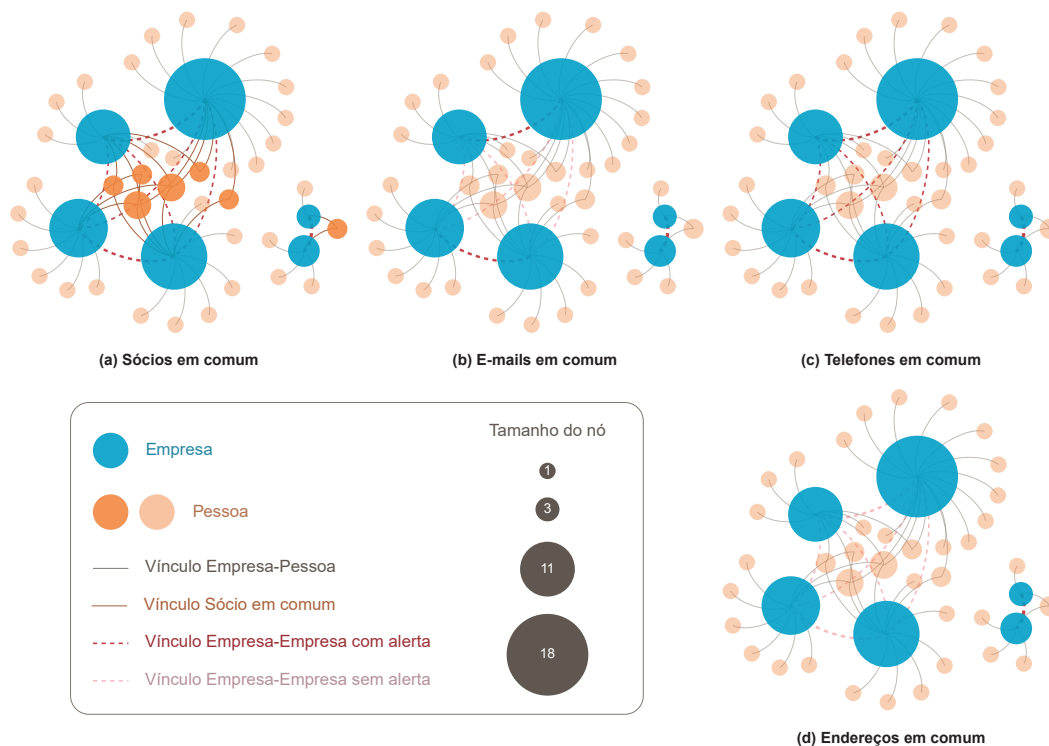 (a) Sócios em comum
(b) E-mails em comum
(c) Telefones em comum
Tamanho do nó
Empresa
1
Pessoa
3
Vínculo Empresa-Pessoa
11
Vínculo Sócio em comum
Vínculo Empresa-Empresa com alerta
18
Vínculo Empresa-Empresa sem alerta
(d) Endereços em comum